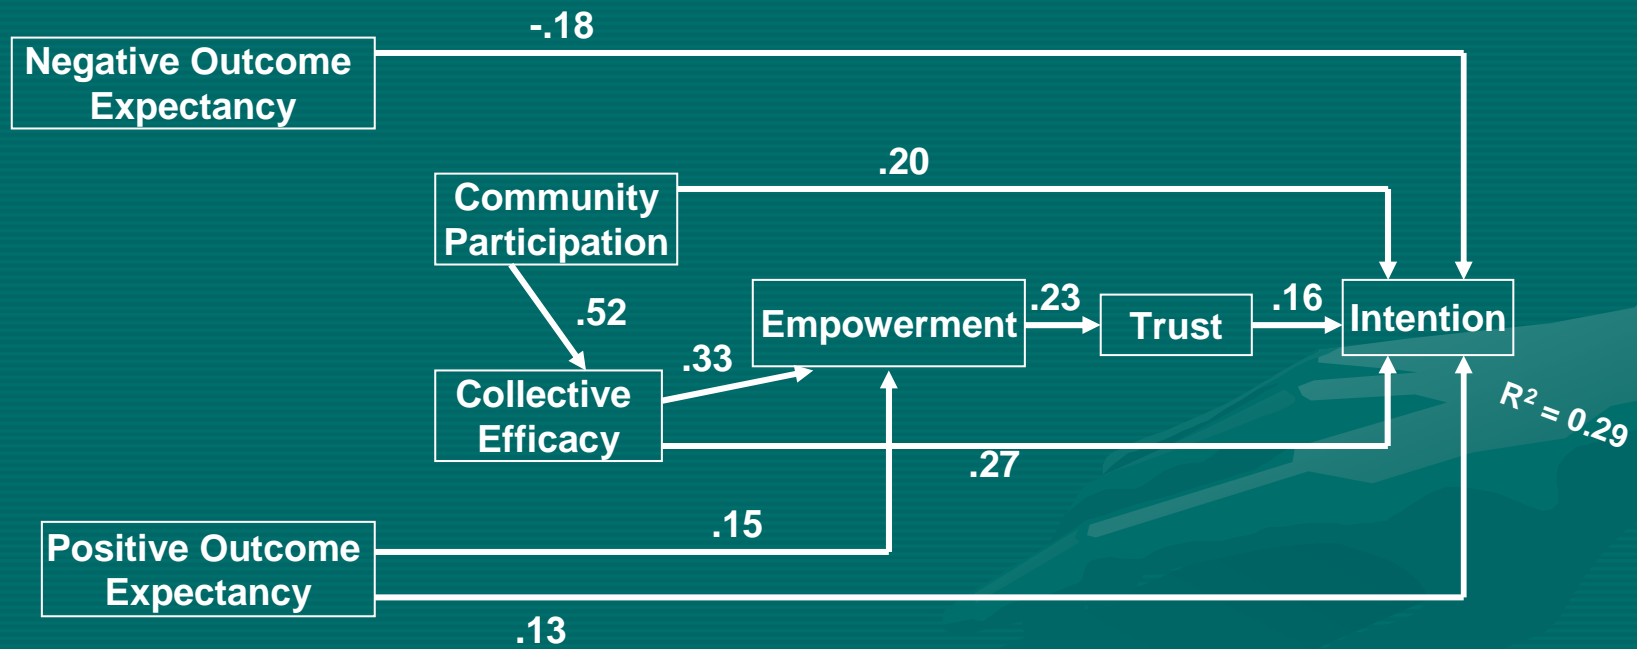 -.18
Negative Outcome
Expectancy
.20
Community
Participation
.52
Empowerment
.23
Trust
.16
Intention
.33
Collective
Efficacy
.27
R² = 0.29
.15
Positive Outcome
Expectancy
.13